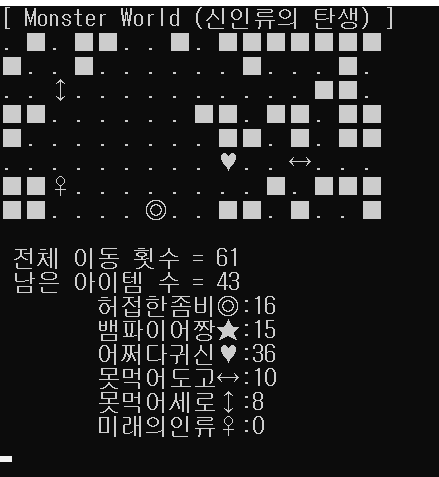 [ Monster World (신인류의 탄생) ]
전체 이동 횟수 = 61
남은 아이템 수 = 43
허접한좀비◎:16
뱀파이어짱★:15
어쩌다귀신♥:36
못먹어도고↔:10
못먹어세로↕:8
미래의인류♀:0